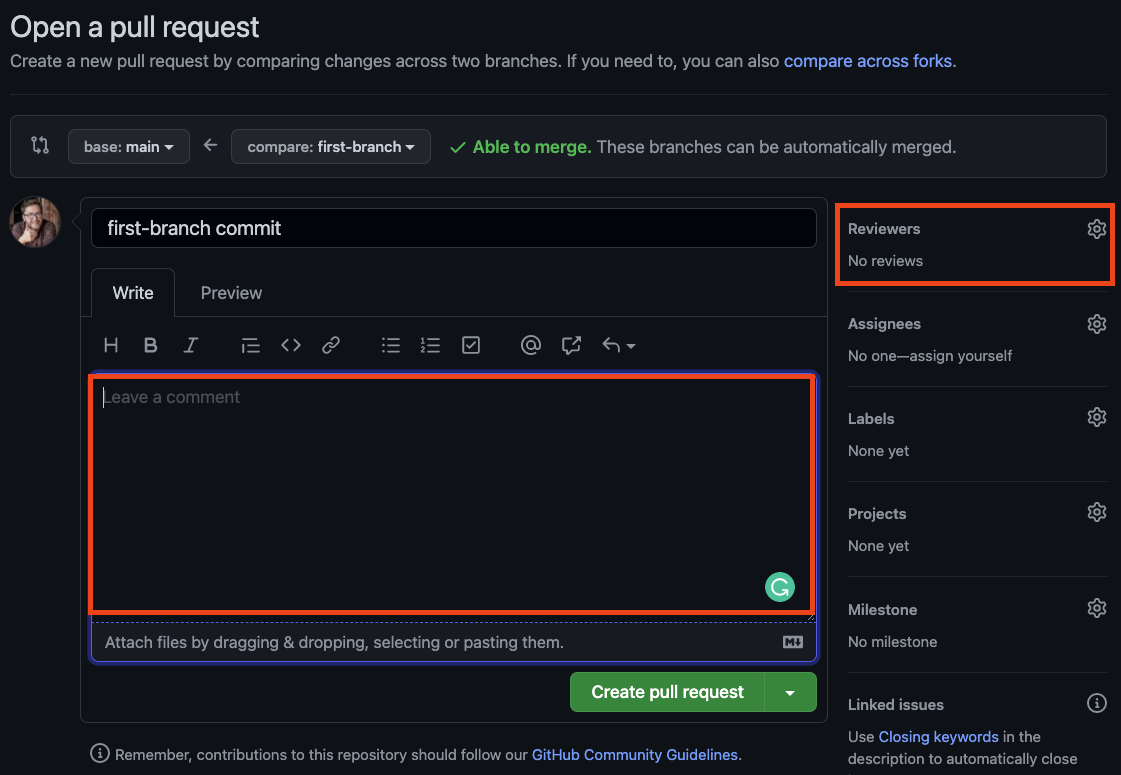 Open a pull request
Create a new pull request by comparing changes across two branches. If you need to, you can also compare across forks.
base: main
compare: first-branch
Able to merge. These branches can be automatically merged.
first-branch commit
Write
Preview
Leave a comment
Attach files by dragging & dropping, selecting or pasting them.
Create pull request
Remember, contributions to this repository should follow our GitHub Community Guidelines.
Reviewers
No reviews
Assignees
No one—assign yourself
Labels
None yet
Projects
None yet
Milestone
No milestone
Linked issues
Use Closing keywords in the
description to automatically close